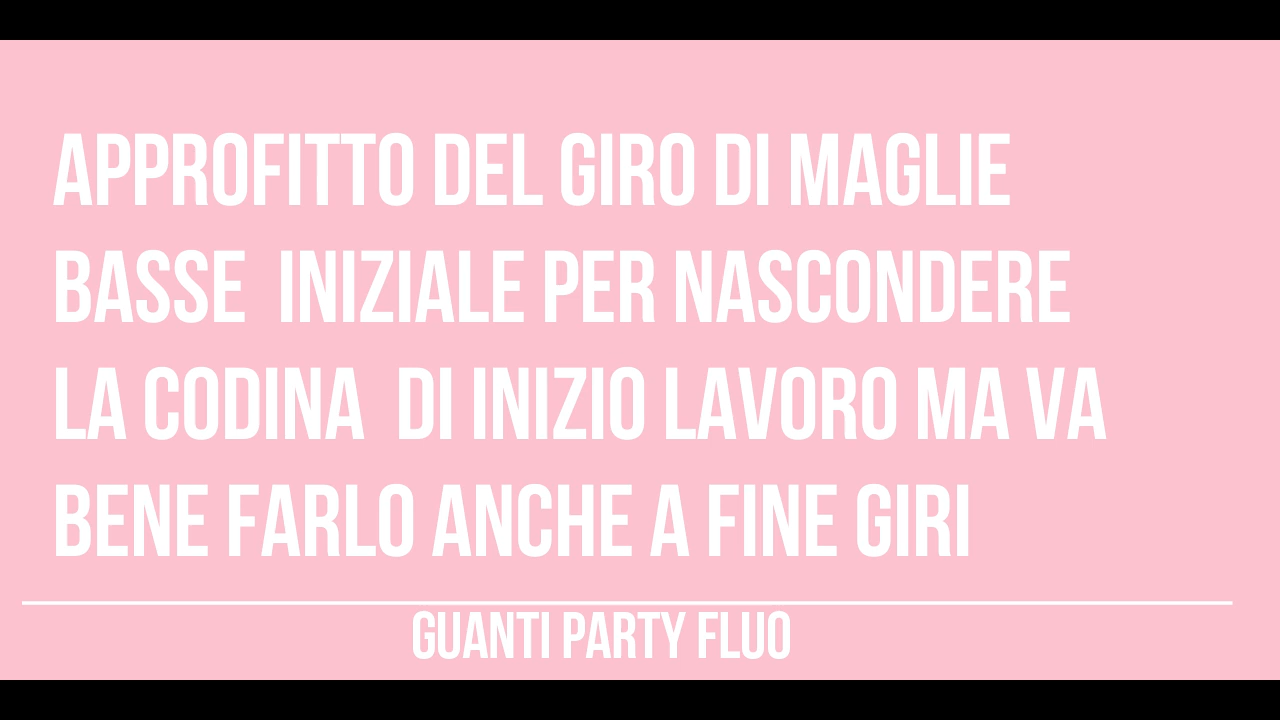 APPROFITTO DEL GIRO DI MAGLIE
BASSE  INIZIALE PER NASCONDERE
LA CODINA  DI INIZIO LAVORO MA VA
BENE FARLO ANCHE A FINE GIRI
GUANTI PARTY FLUO